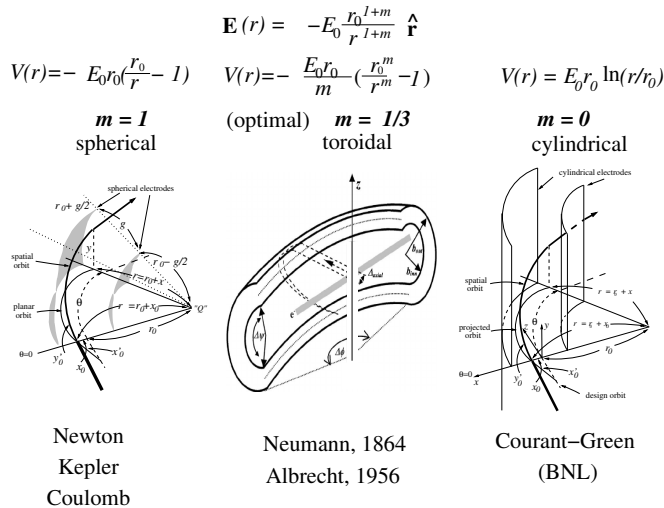 E (r) = -E₀ r₀^{1+m} / r^{1+m} r̂
V(r)=− E₀r₀(r₀/r − 1)
V(r)=− E₀r₀/m (r₀^m/r^m −1)
V(r) = E₀r₀ ln(r/r₀)
m = 1
(optimal) m = 1/3
m = 0
spherical
toroidal
cylindrical
spherical electrodes
r₀+ g/2
g
r₀− g/2
y
spatial orbit
r=r₀+x
planar orbit
r =r₀+x₀
"O"
θ
r₀
θ=0
y'₀
x₀
x'₀
z
b
b
Δ
e
Δψ
Δϕ
cylindrical electrodes
spatial orbit
r = r₀ + x
projected orbit
z
θ
y
r = r₀ + x₀
r₀
θ=0
x
y'₀
x₀
x'₀
design orbit
Newton
Kepler
Coulomb
Neumann, 1864
Albrecht, 1956
Courant−Green
(BNL)